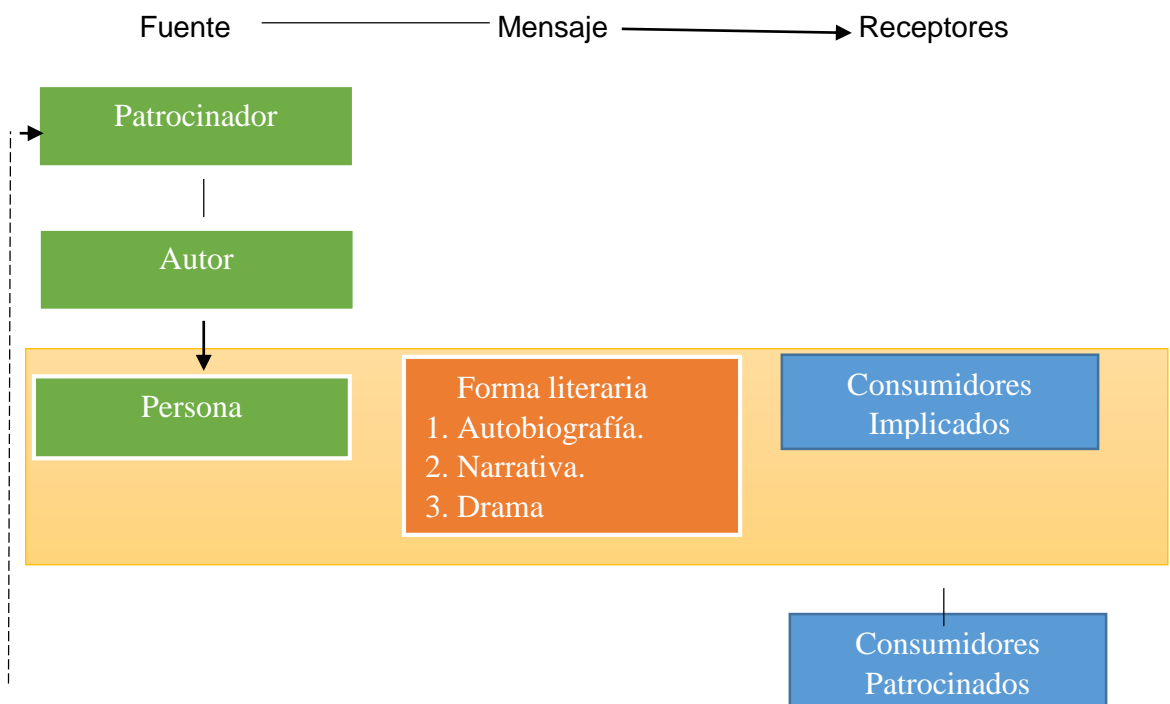 Fuente Mensaje Receptores
Patrocinador
Autor
Persona
Forma literaria
1. Autobiografía.
2. Narrativa.
3. Drama
Consumidores
Implicados
Consumidores
Patrocinados